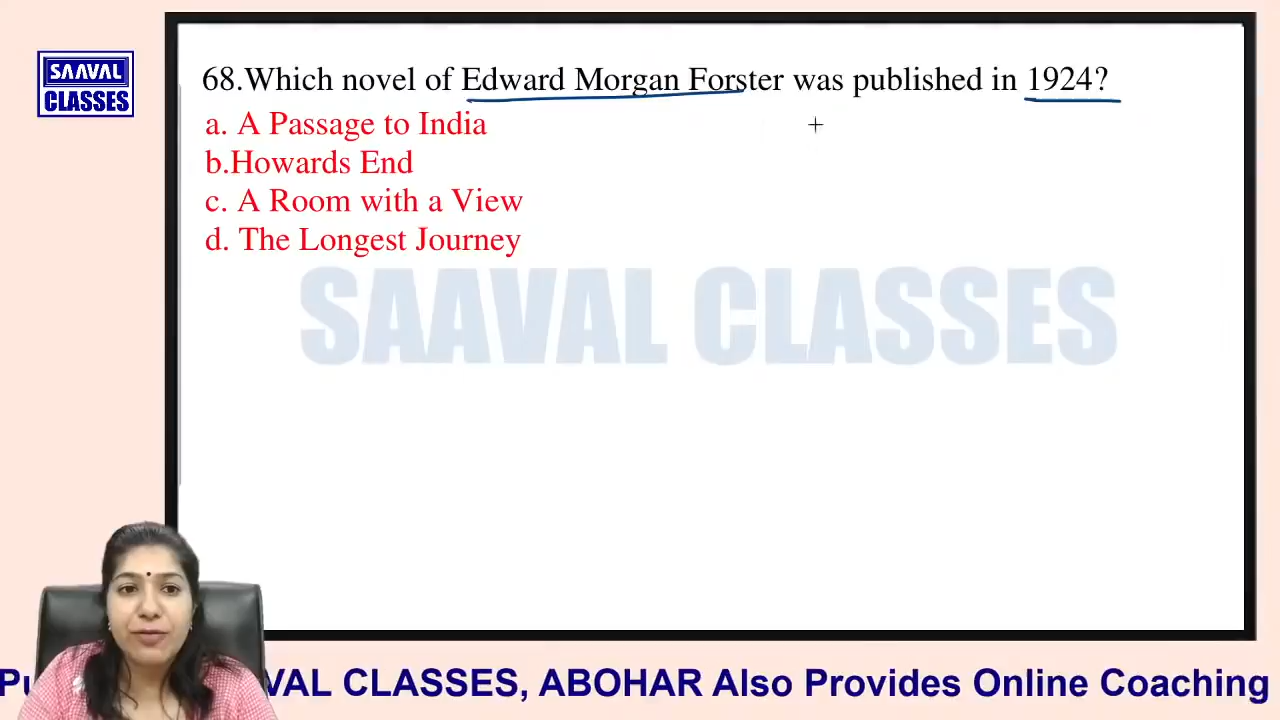 SAAVAL
CLASSES
68.Which novel of Edward Morgan Forster was published in 1924?
a. A Passage to India
b.Howards End
c. A Room with a View
d. The Longest Journey
SAAVAL CLASSES
VAL CLASSES, ABOHAR Also Provides Online Coaching